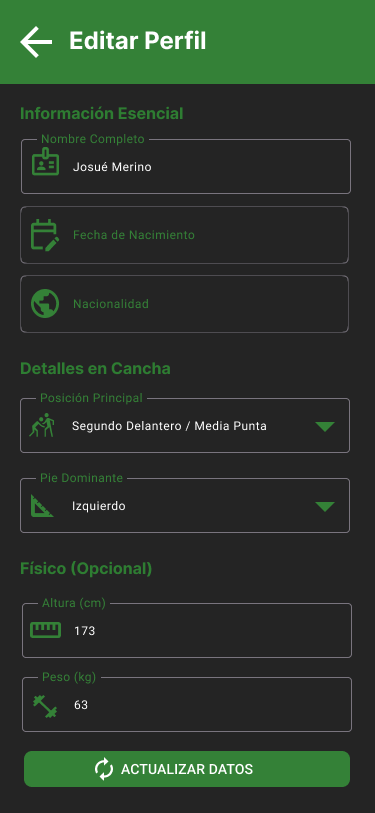 Editar Perfil
Información Esencial
Nombre Completo
Josué Merino
Fecha de Nacimiento
Nacionalidad
Detalles en Cancha
Posición Principal
Segundo Delantero / Media Punta
Pie Dominante
Izquierdo
Físico (Opcional)
Altura (cm)
173
Peso (kg)
63
ACTUALIZAR DATOS